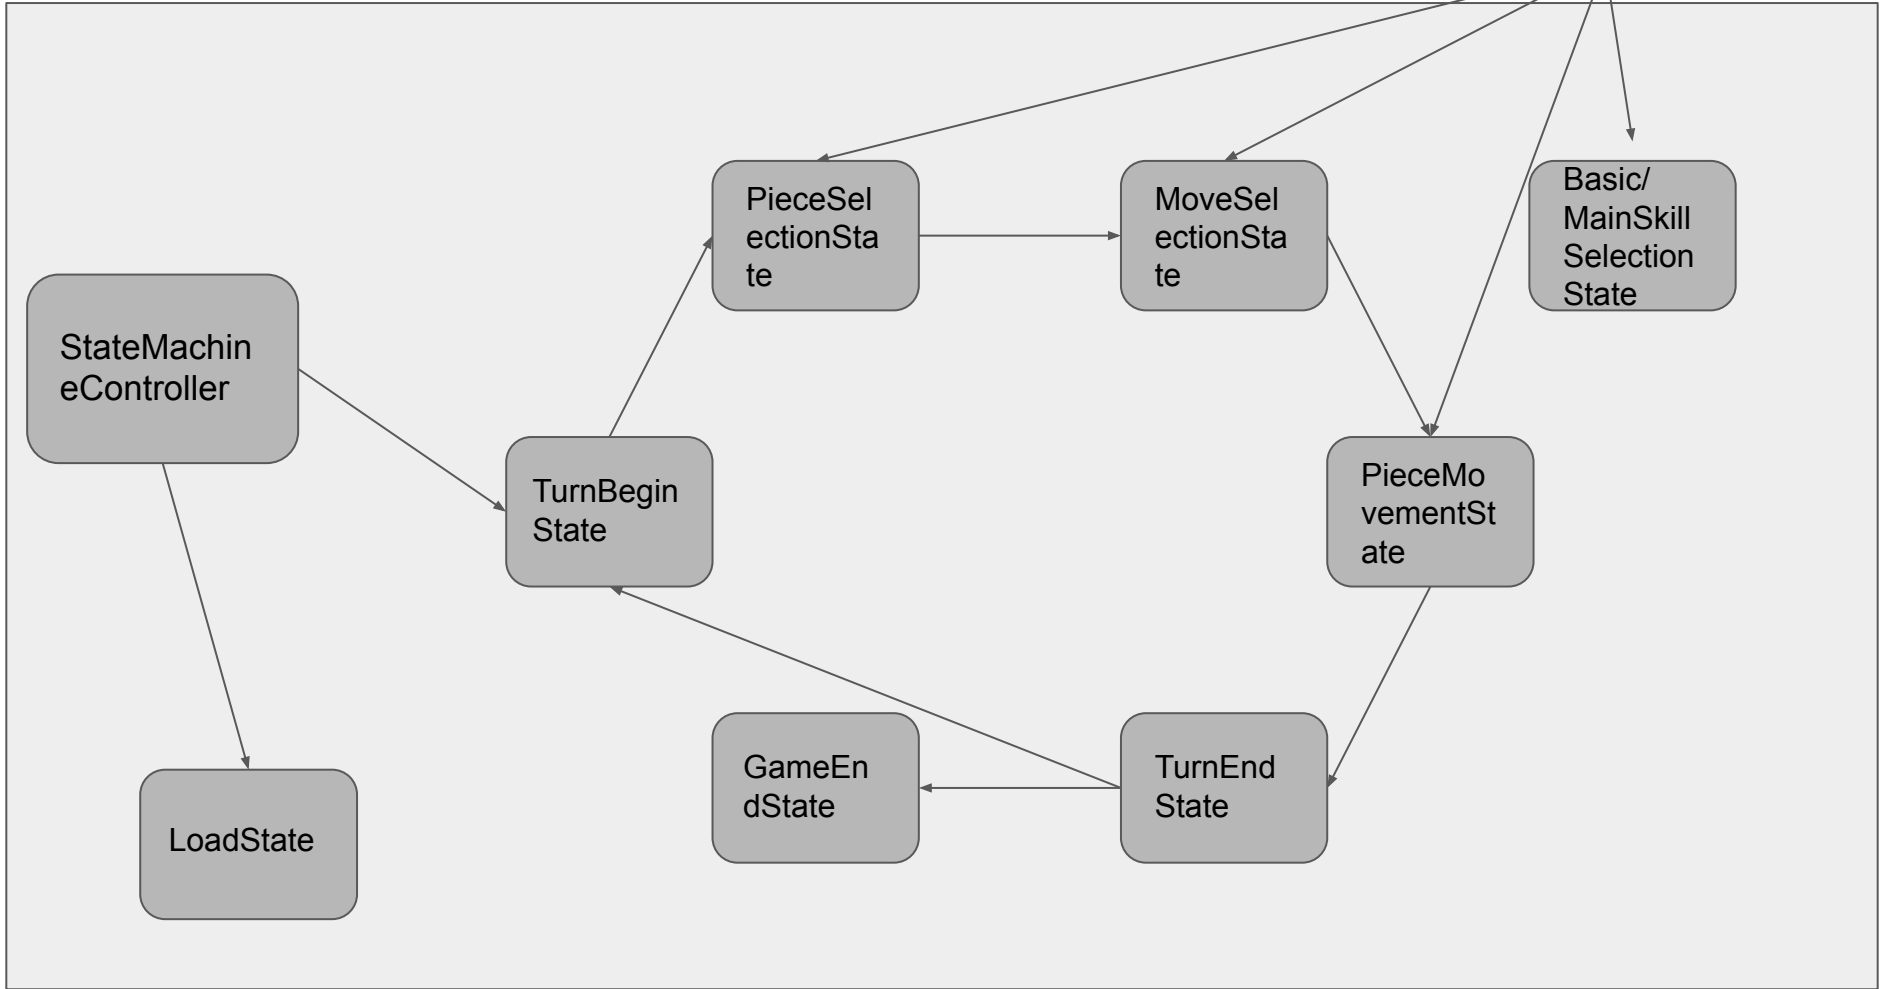 PieceSel
ectionSta
te
MoveSel
ectionSta
te
Basic/
MainSkill
Selection
State
StateMachin
eController
TurnBegin
State
PieceMo
vementSt
ate
GameEn
dState
TurnEnd
State
LoadState